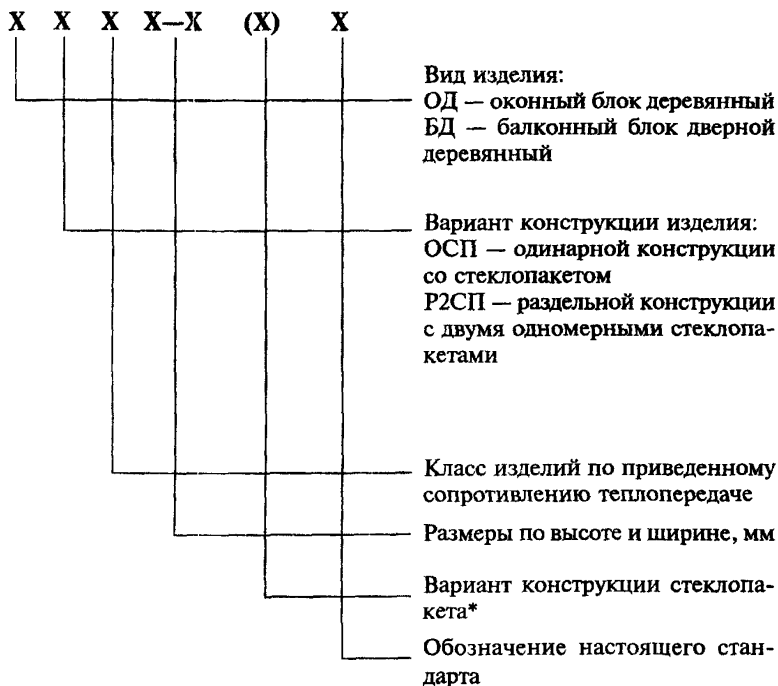 X X X X—X (X) X
Вид изделия:
ОД — оконный блок деревянный
БД — балконный блок дверной
деревянный
Вариант конструкции изделия:
ОСП — одинарной конструкции
со стеклопакетом
Р2СП — раздельной конструкции
с двумя одномерными стеклопа-
кетами
Класс изделий по приведенному
сопротивлению теплопередаче
Размеры по высоте и ширине, мм
Вариант конструкции стеклопа-
кета*
Обозначение настоящего стан-
дарта